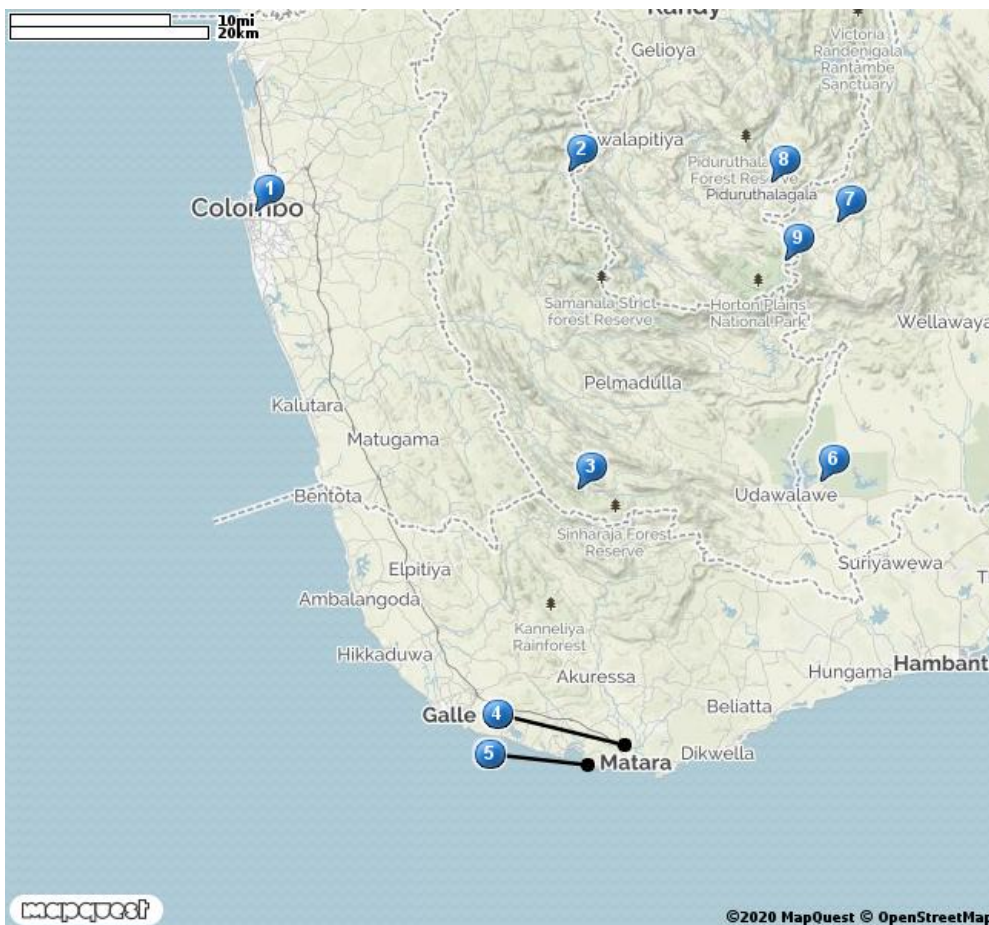 10mi
20km
Kandy
Gelioya
Victoria
Randenigala
Rantambe
Sanctuary
2
walapitiya
8
Forest Reserve
Piduruthalagala
1
Colombo
7
9
Samanala Strict
forest Reserve
Horton Plains
National Park
Wellawaya
Pelmadulla
Kalutara
Matugama
3
6
Bentota
Udawalawe
Sinharaja Forest
Reserve
Elpitiya
Suriyawewa
T
Ambalangoda
Kanneliya
Rainforest
Hikkaduwa
Akuressa
Hungama
Hambant
Beliatta
Galle
4
5
Matara
Dikwella
mapquest
©2020 MapQuest © OpenStreetMap